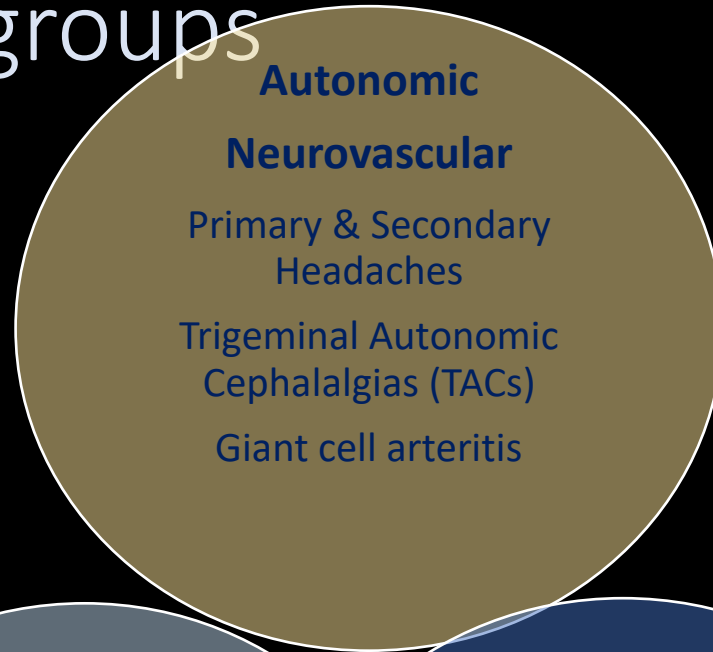 groups
Autonomic
Neurovascular
Primary & Secondary
Headaches
Trigeminal Autonomic
Cephalalgias (TACs)
Giant cell arteritis